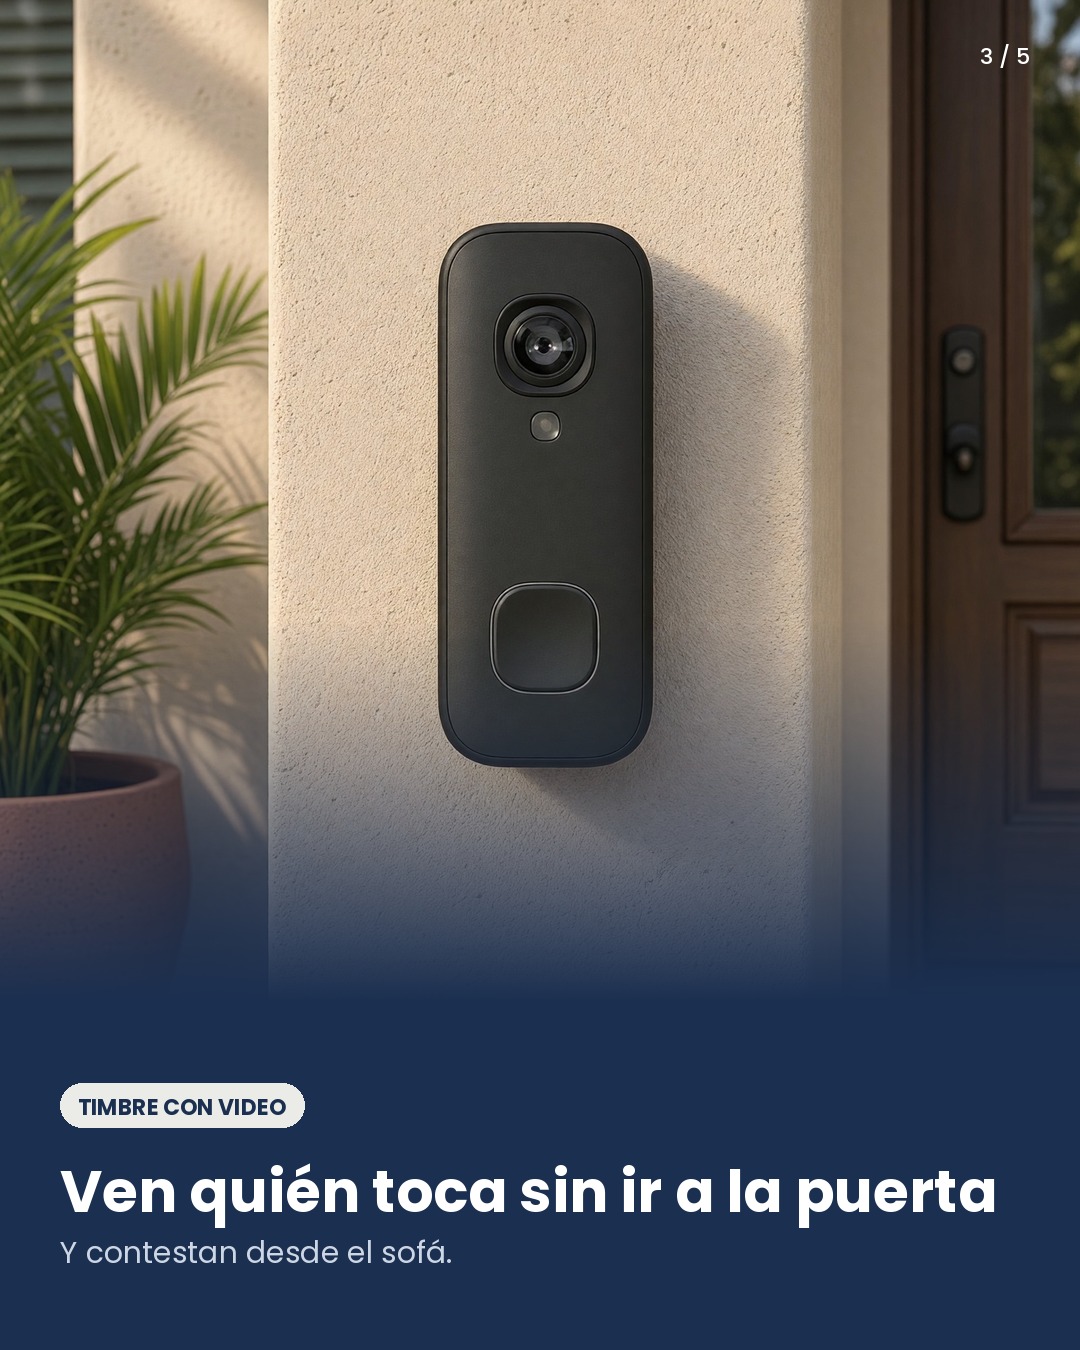 3 / 5
TIMBRE CON VIDEO
Ven quién toca sin ir a la puerta
Y contestan desde el sofá.